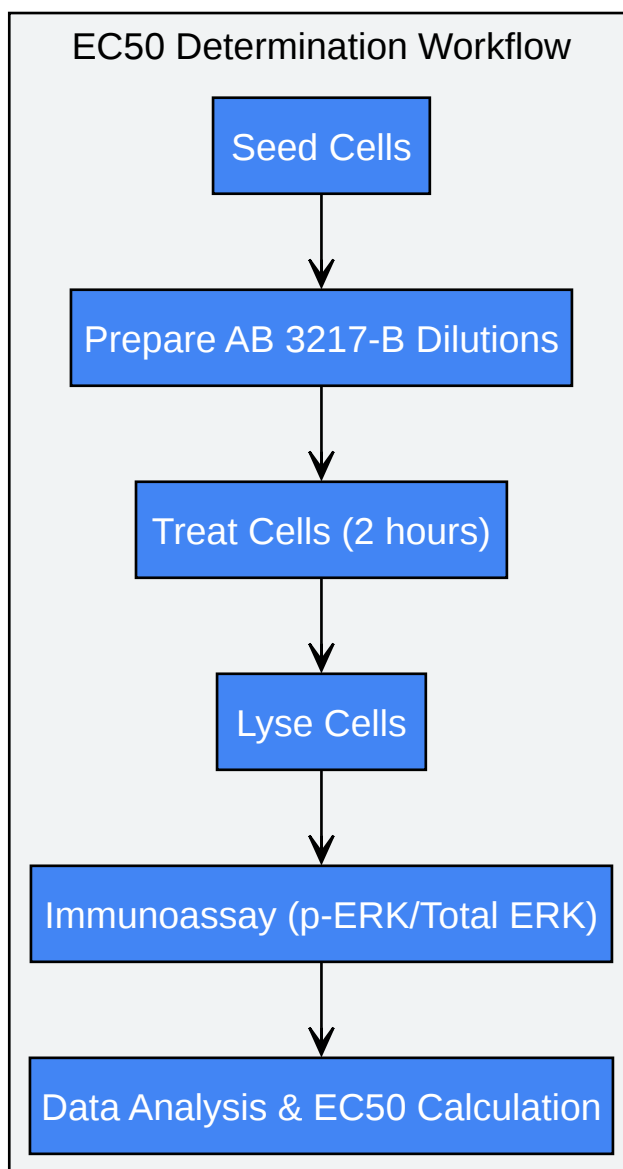 EC50 Determination Workflow
Seed Cells
Prepare AB 3217-B Dilutions
Treat Cells (2 hours)
Lyse Cells
Immunoassay (p-ERK/Total ERK)
Data Analysis & EC50 Calculation